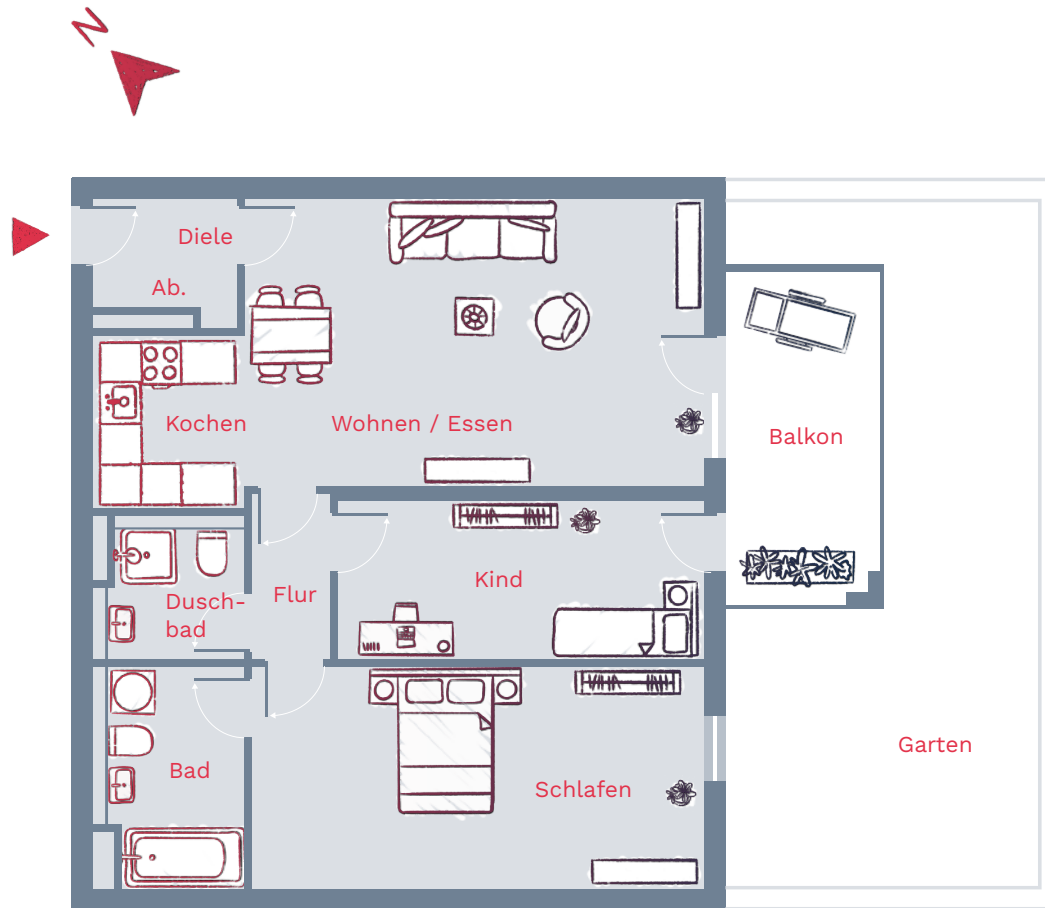 N
Diele
Ab.
Kochen
Wohnen / Essen
Balkon
Kind
Flur
Dusch-
bad
Garten
Bad
Schlafen